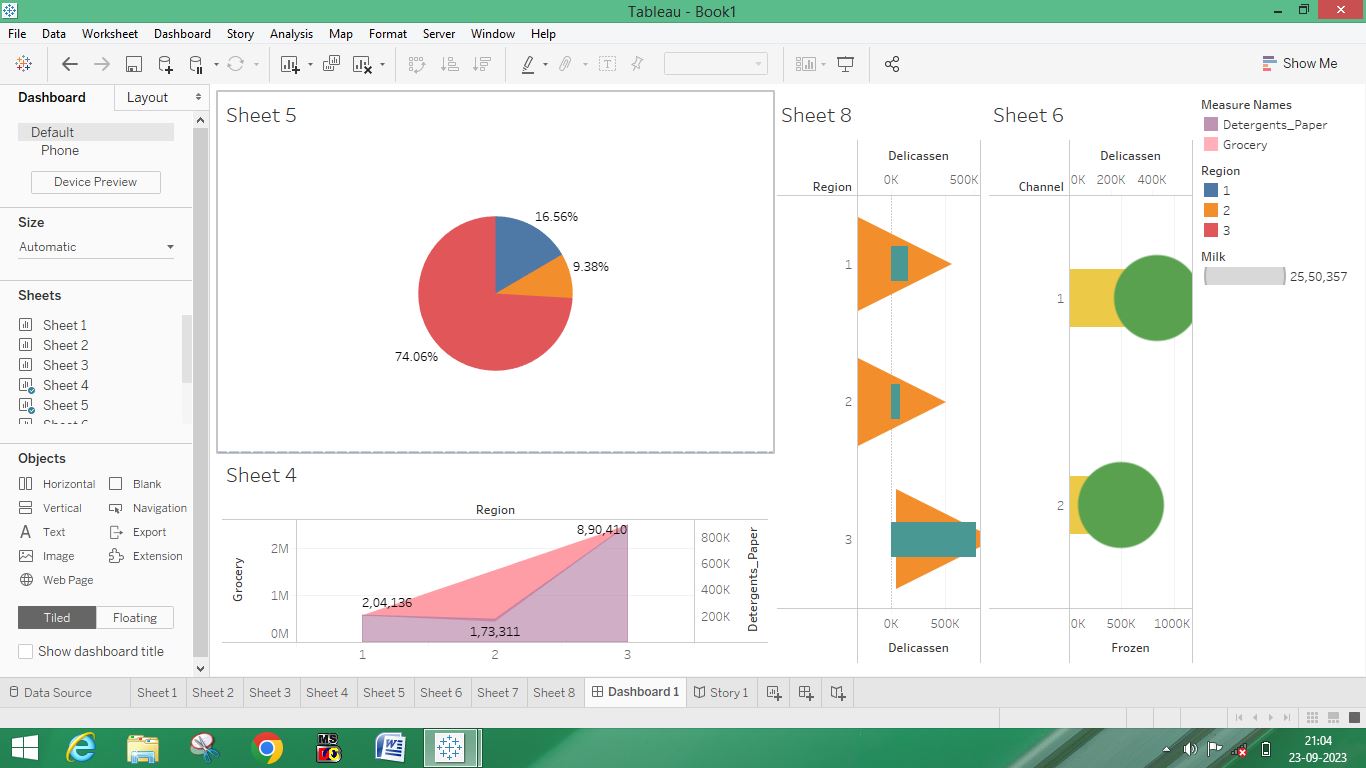 Tableau - Book1
File Data Worksheet Dashboard Story Analysis Map Format Server Window Help
Show Me
Dashboard Layout
Default
Phone
Device Preview
Size
Automatic
Sheets
Sheet 1
Sheet 2
Sheet 3
Sheet 4
Sheet 5
Objects
Horizontal Blank
Vertical Navigation
A Text Export
Image Extension
Web Page
Tiled Floating
Show dashboard title
Sheet 5
16.56%
9.38%
74.06%
Sheet 4
Region
8,90,410
2M
1M
0M
Grocery
2,04,136
1,73,311
800K
600K
400K
200K
Detergents_Paper
1 2 3
Sheet 8
Delicassen
Region 0K 500K
1
2
3
0K 500K
Delicassen
Sheet 6
Delicassen
Channel 0K 200K 400K
1
2
0K 500K 1000K
Frozen
Measure Names
Detergents_Paper
Grocery
Region
1
2
3
Milk
25,50,357
Data Source Sheet 1 Sheet 2 Sheet 3 Sheet 4 Sheet 5 Sheet 6 Sheet 7 Sheet 8 Dashboard 1 Story 1
MS
W
21:04
23-09-2023